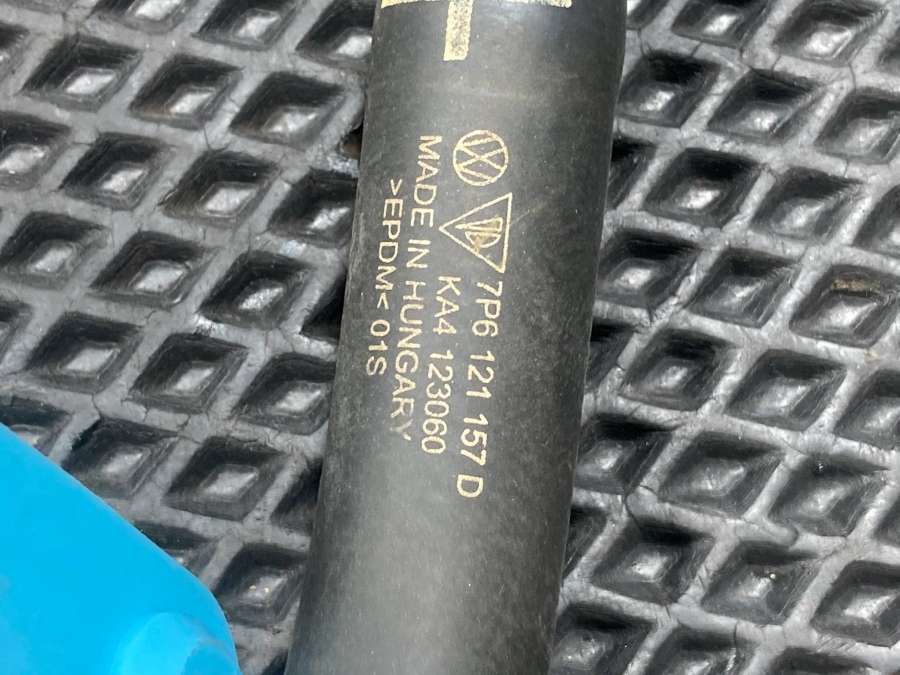 7P6 121 157 D
KA4 123060
MADE IN HUNGARY
>EPDM< 01S